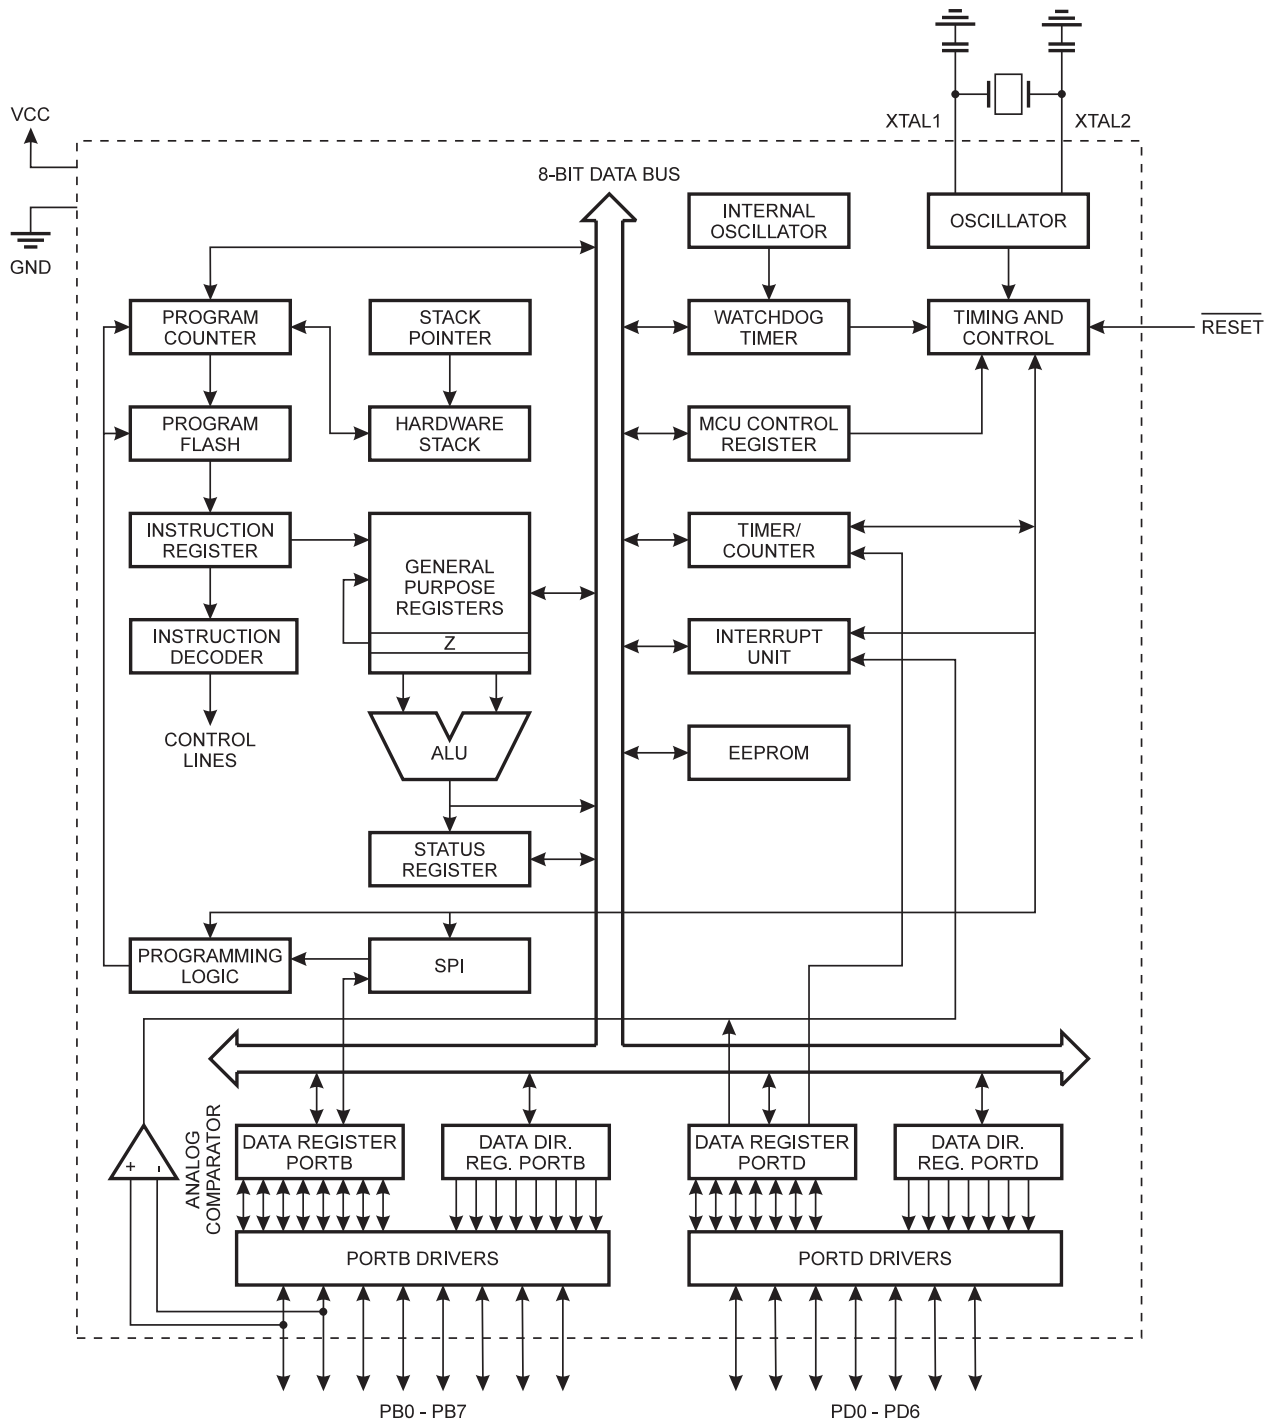 XTAL1
XTAL2
VCC
GND
8-BIT DATA BUS
INTERNAL
OSCILLATOR
OSCILLATOR
PROGRAM
COUNTER
STACK
POINTER
WATCHDOG
TIMER
TIMING AND
CONTROL
RESET
PROGRAM
FLASH
HARDWARE
STACK
MCU CONTROL
REGISTER
INSTRUCTION
REGISTER
GENERAL
PURPOSE
REGISTERS
Z
TIMER/
COUNTER
INSTRUCTION
DECODER
INTERRUPT
UNIT
CONTROL
LINES
ALU
EEPROM
STATUS
REGISTER
PROGRAMMING
LOGIC
SPI
ANALOG
COMPARATOR
+
-
DATA REGISTER
PORTB
DATA DIR.
REG. PORTB
DATA REGISTER
PORTD
DATA DIR.
REG. PORTD
PORTB DRIVERS
PORTD DRIVERS
PB0 - PB7
PD0 - PD6